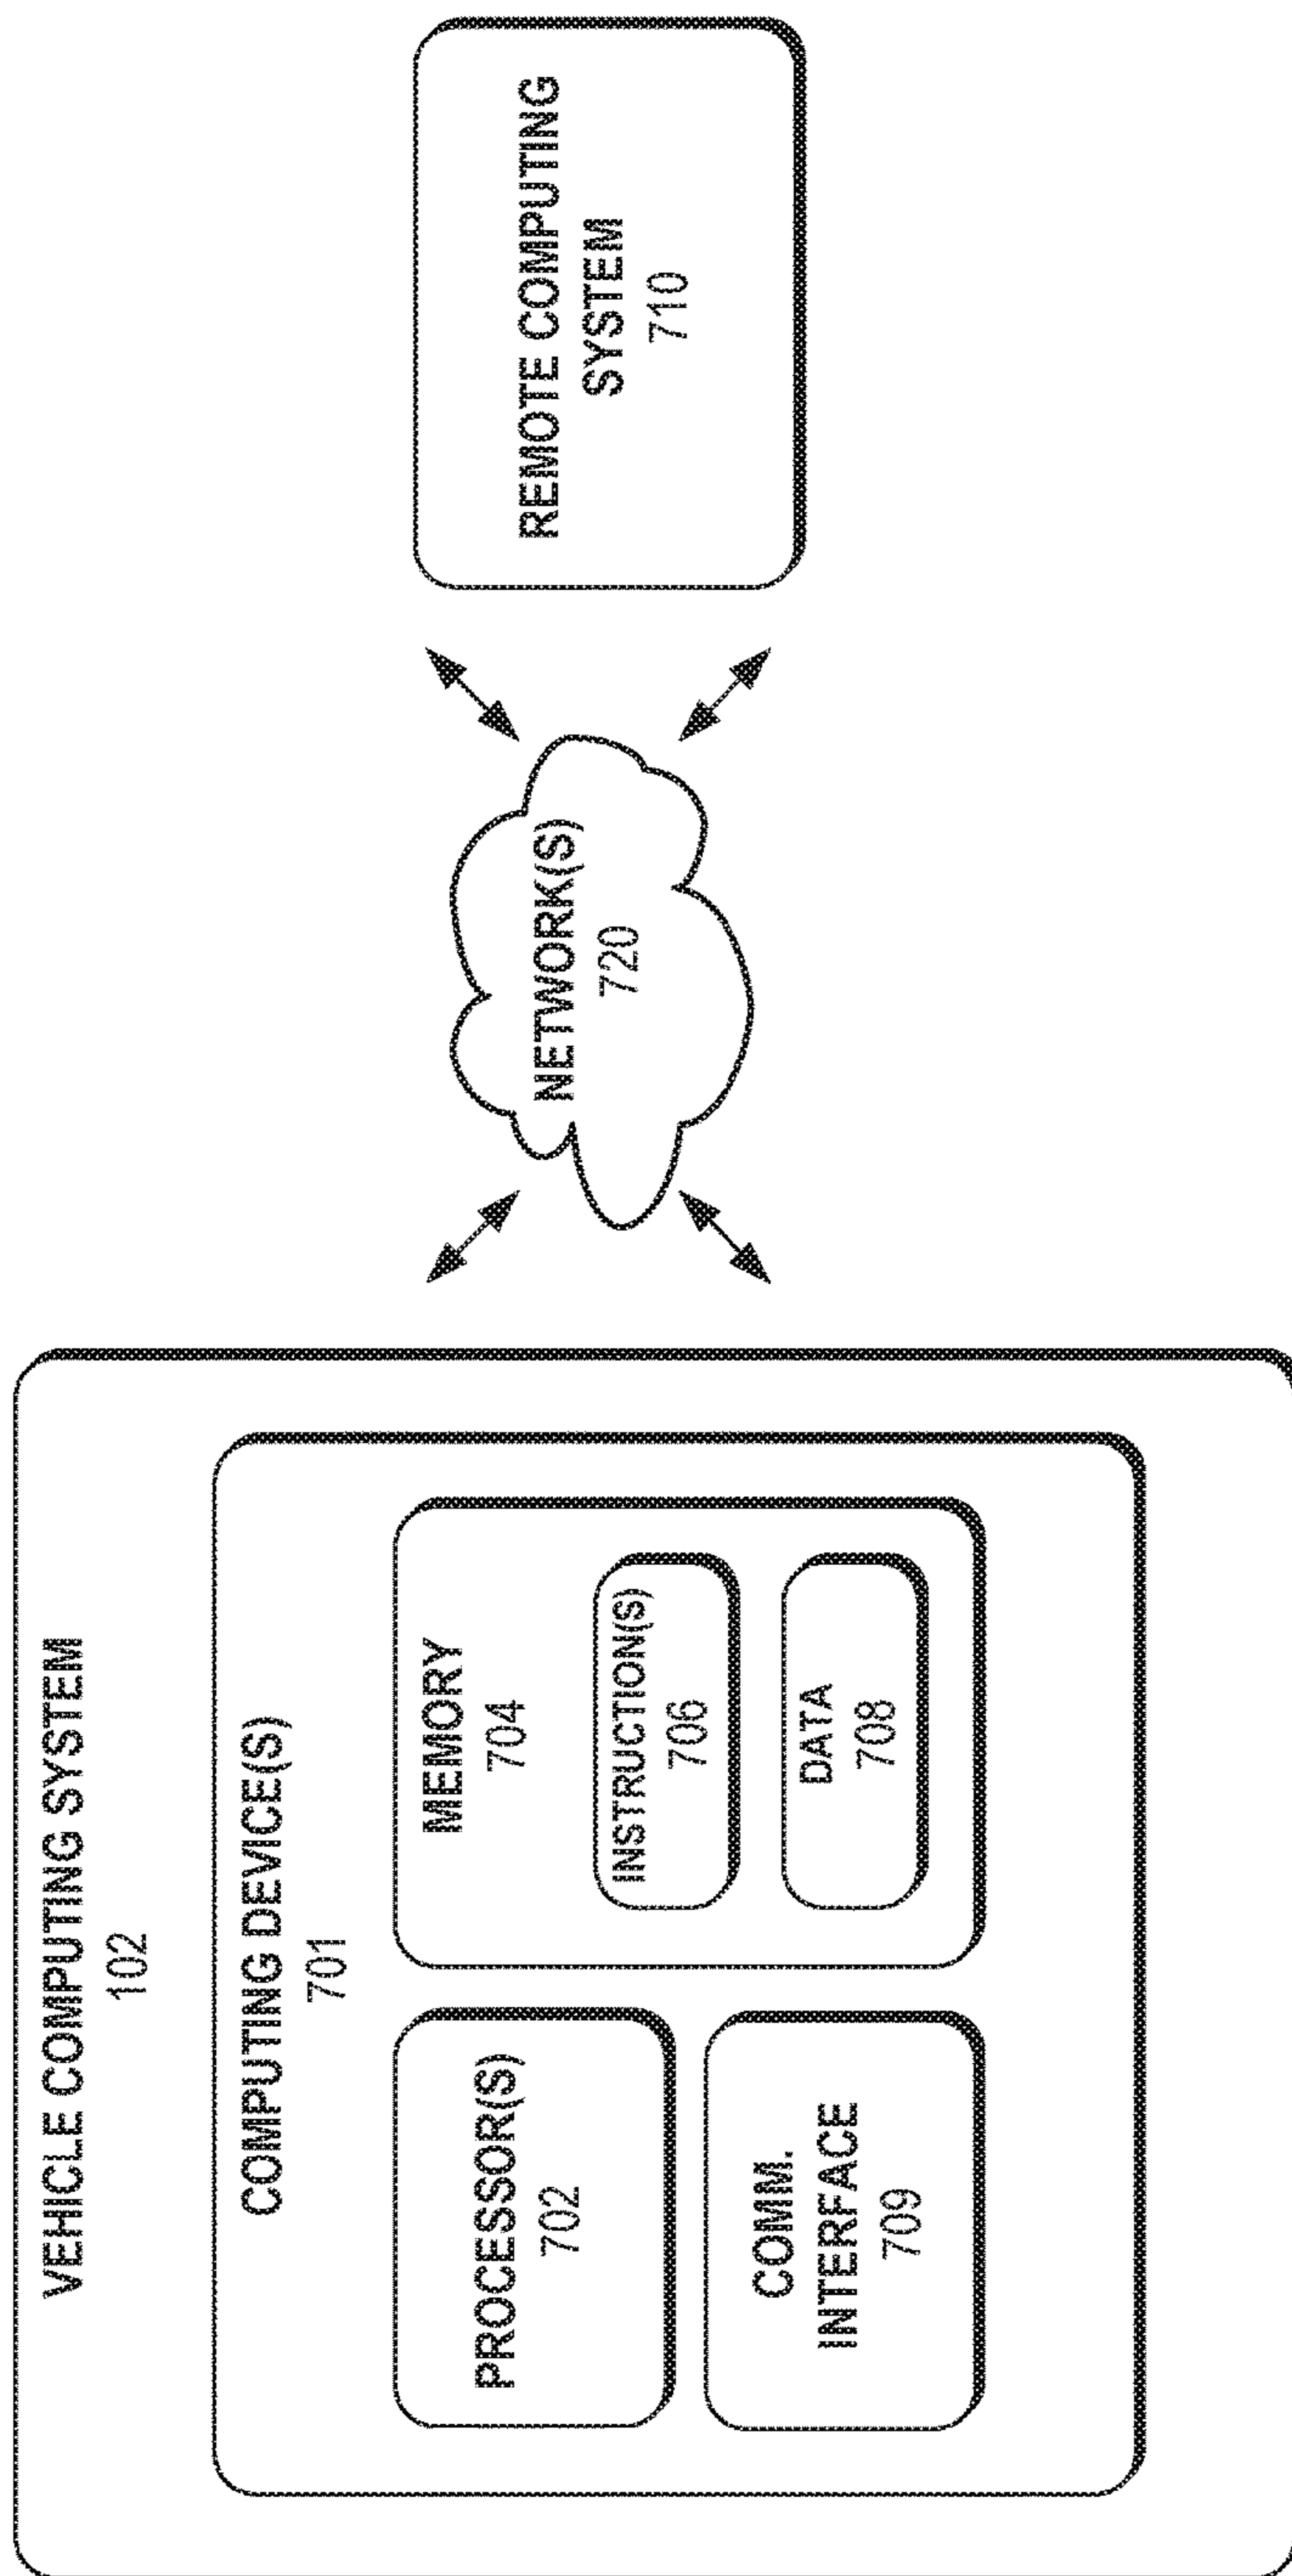 VEHICLE COMPUTING SYSTEM
102
COMPUTING DEVICE(S)
701
PROCESSOR(S)
702
COMM.
INTERFACE
709
MEMORY
704
INSTRUCTION(S)
706
DATA
708
NETWORK(S)
720
REMOTE COMPUTING
SYSTEM
710